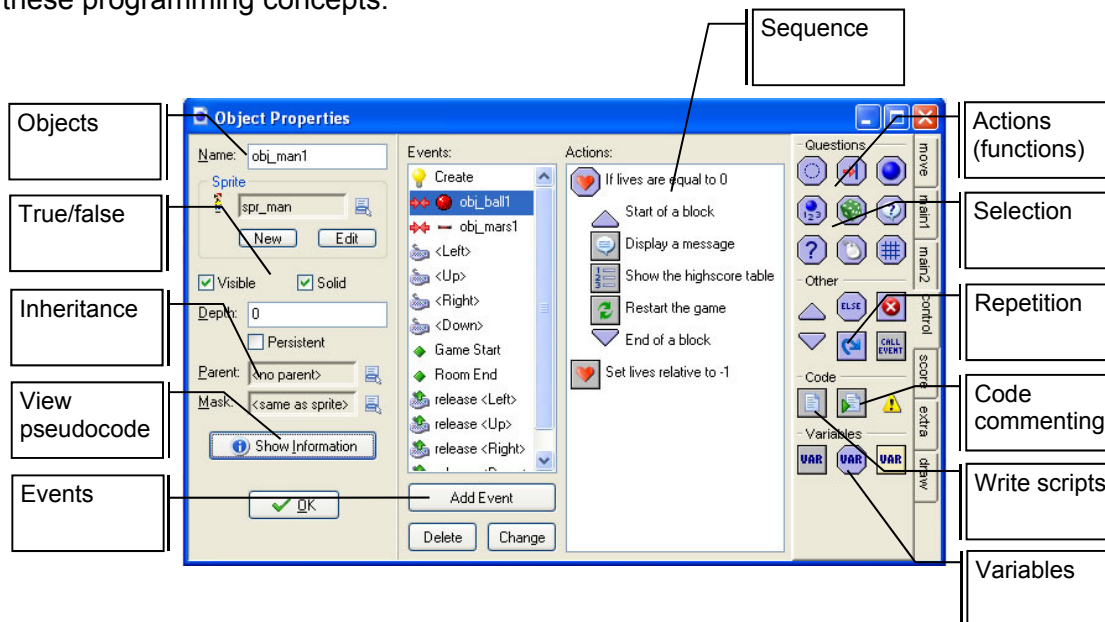 these programming concepts.
Sequence
Objects
True/false
Inheritance
View
pseudocode
Events
Object Properties
Name: obj_man1
Sprite
spr_man
New Edit
Visible Solid
Depth: 0
Persistent
Parent: <no parent>
Mask: <same as sprite>
Show Information
OK
Events:
Create
obj_ball1
obj_mars1
<Left>
<Up>
<Right>
<Down>
Game Start
Room End
release <Left>
release <Up>
release <Right>
Add Event
Delete Change
Actions:
If lives are equal to 0
Start of a block
Display a message
Show the highscore table
Restart the game
End of a block
Set lives relative to -1
Questions
Other
ELSE
CALL
EVENT
Code
Variables
VAR VAR VAR
move
main1
main2
control
score
extra
draw
Actions
(functions)
Selection
Repetition
Code
commenting
Write scripts
Variables